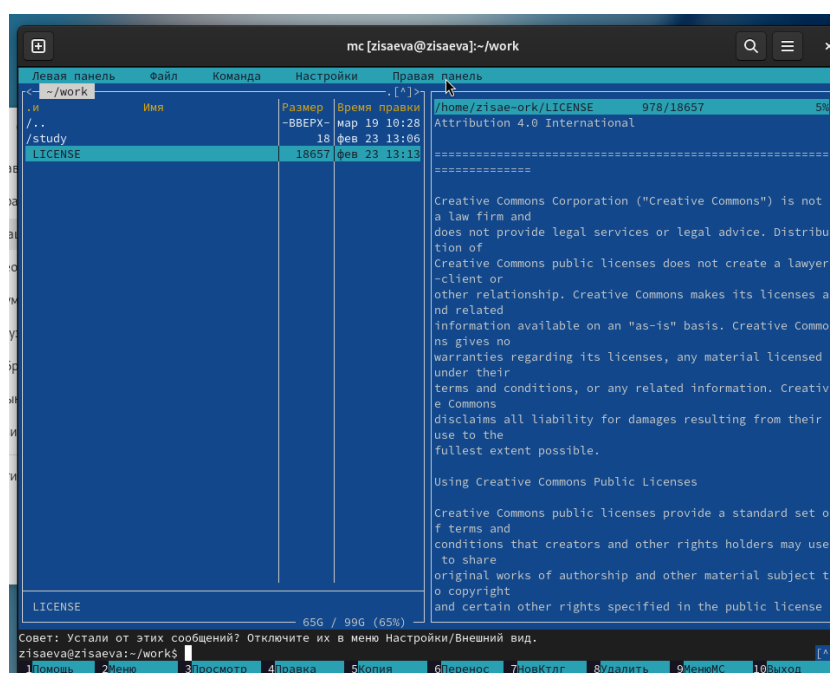 mc [zisaeva@zisaeva]:~/work
Левая панель Файл Команда Настройки Правая панель
<— ~/work .[^]>
.и Имя Размер Время правки
/.. -ВВЕРХ- мар 19 10:28
/study 18 фев 23 13:06
LICENSE 18657 фев 23 13:13
LICENSE
65G / 99G (65%)
/home/zisae~ork/LICENSE 978/18657 5%
Attribution 4.0 International
=======================================================
==============
Creative Commons Corporation ("Creative Commons") is not
a law firm and
does not provide legal services or legal advice. Distribu
tion of
Creative Commons public licenses does not create a lawyer
-client or
other relationship. Creative Commons makes its licenses a
nd related
information available on an "as-is" basis. Creative Commo
ns gives no
warranties regarding its licenses, any material licensed
under their
terms and conditions, or any related information. Creativ
e Commons
disclaims all liability for damages resulting from their
use to the
fullest extent possible.
Using Creative Commons Public Licenses
Creative Commons public licenses provide a standard set o
f terms and
conditions that creators and other rights holders may use
to share
original works of authorship and other material subject t
o copyright
and certain other rights specified in the public license
Совет: Устали от этих сообщений? Отключите их в меню Настройки/Внешний вид.
zisaeva@zisaeva:~/work$ [^
1Помощь 2Меню 3Просмотр 4Правка 5Копия 6Перенос 7НовКтлг 8Удалить 9МенюМС 10Выход